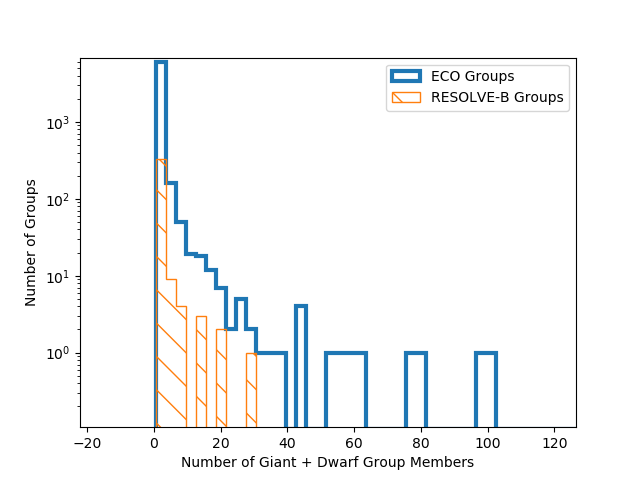 ECO Groups
RESOLVE-B Groups
Number of Groups
10³
10²
10¹
10⁰
−20 0 20 40 60 80 100 120
Number of Giant + Dwarf Group Members